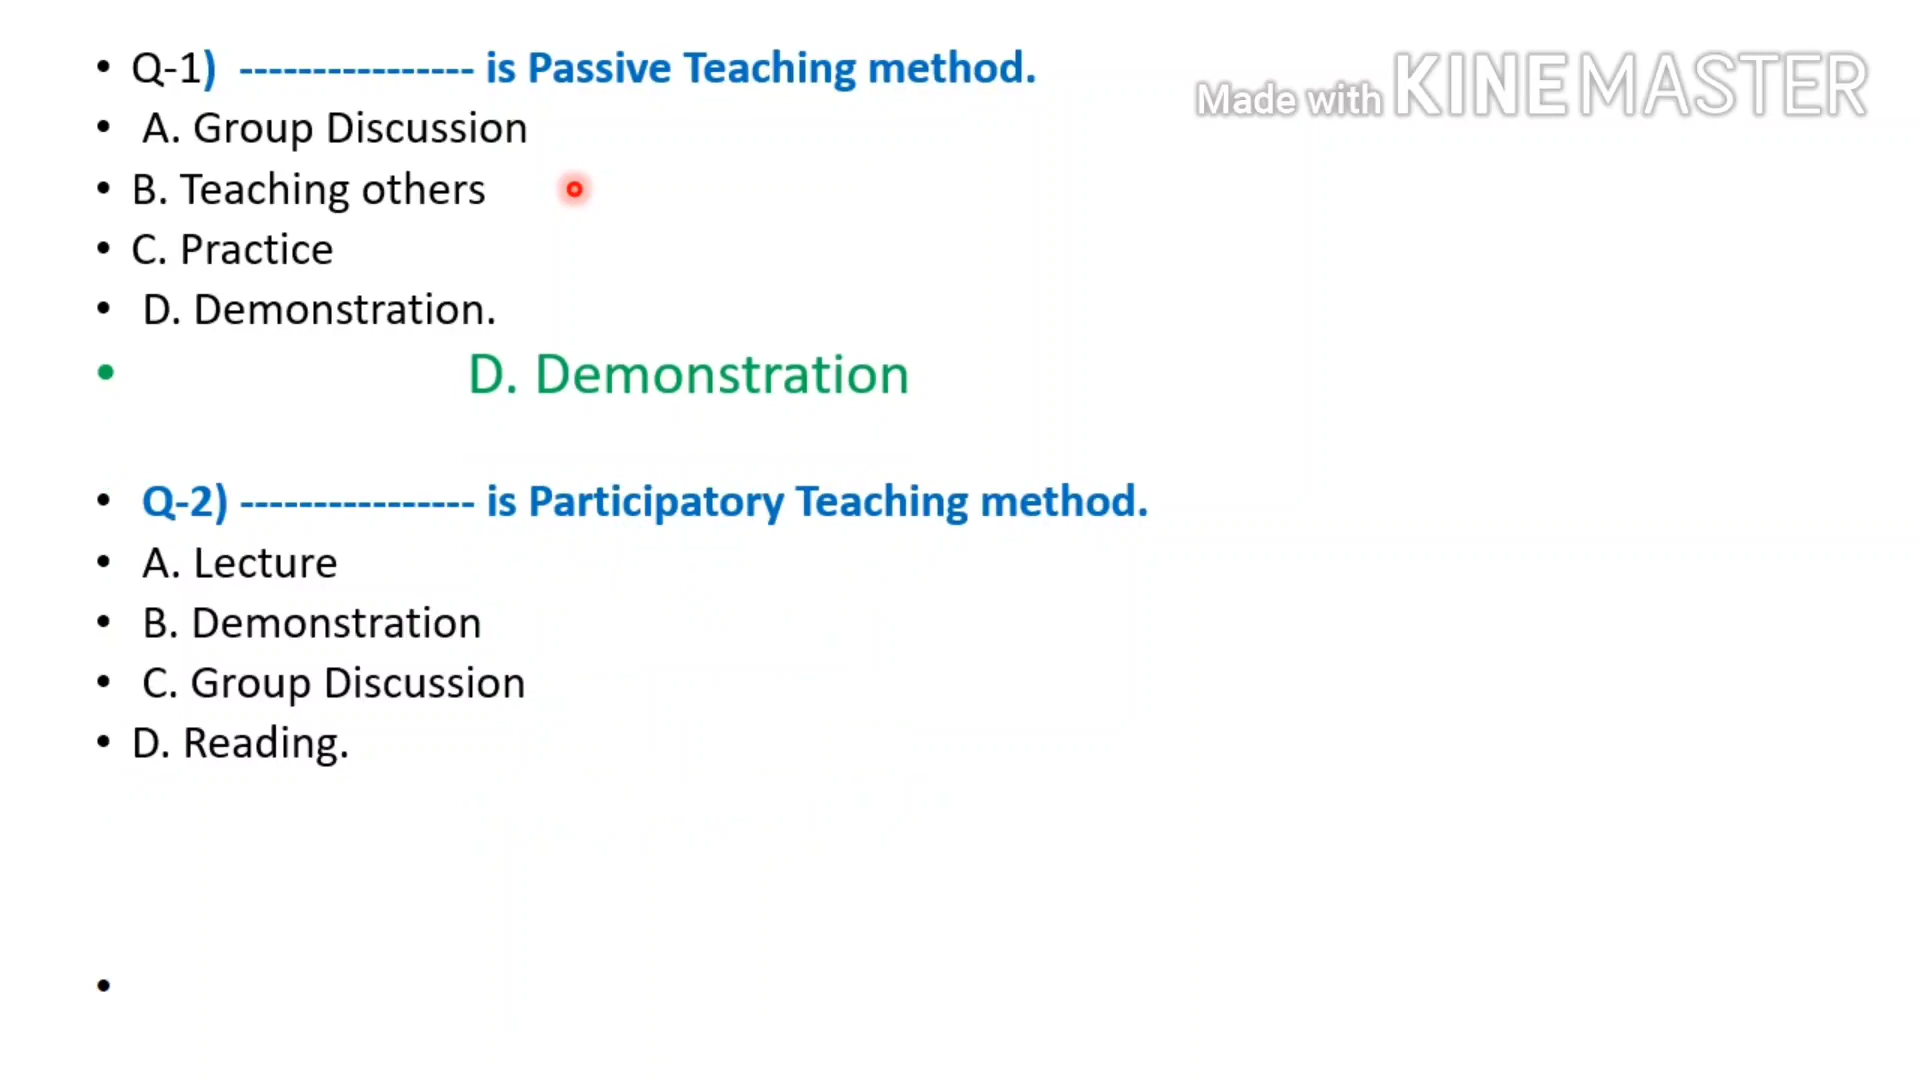 • Q-1) ---------------- is Passive Teaching method.
Made with KINEMASTER
• A. Group Discussion
• B. Teaching others
• C. Practice
• D. Demonstration.
• D. Demonstration
• Q-2) ---------------- is Participatory Teaching method.
• A. Lecture
• B. Demonstration
• C. Group Discussion
• D. Reading.
•